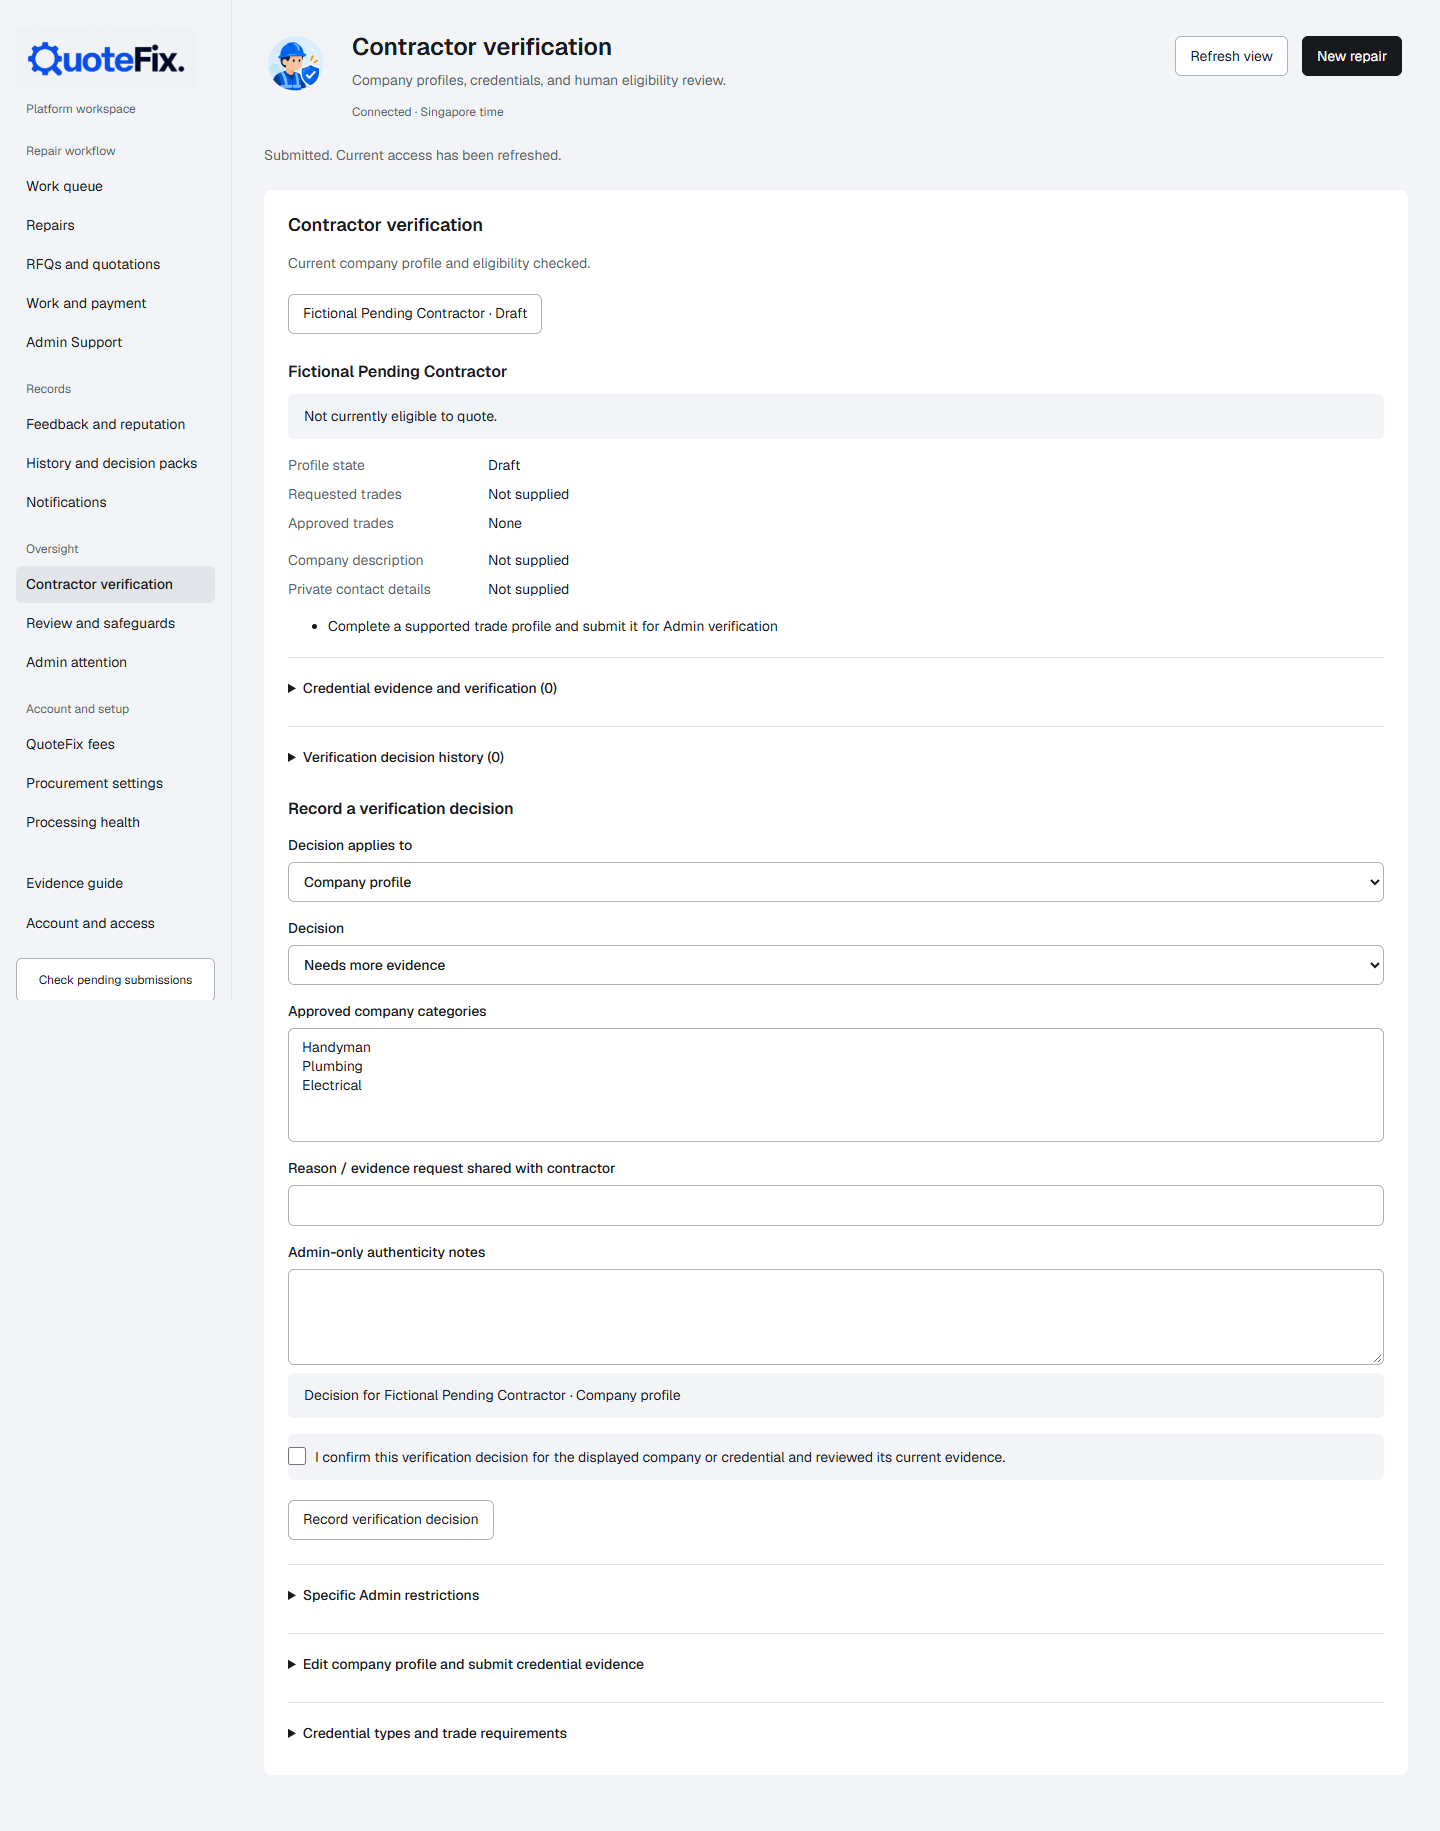 QuoteFix.
Platform workspace
Repair workflow
Work queue
Repairs
RFQs and quotations
Work and payment
Admin Support
Records
Feedback and reputation
History and decision packs
Notifications
Oversight
Contractor verification
Review and safeguards
Admin attention
Account and setup
QuoteFix fees
Procurement settings
Processing health
Evidence guide
Account and access
Check pending submissions
Contractor verification
Company profiles, credentials, and human eligibility review.
Connected · Singapore time
Refresh view
New repair
Submitted. Current access has been refreshed.
Contractor verification
Current company profile and eligibility checked.
Fictional Pending Contractor · Draft
Fictional Pending Contractor
Not currently eligible to quote.
Profile state Draft
Requested trades Not supplied
Approved trades None
Company description Not supplied
Private contact details Not supplied
• Complete a supported trade profile and submit it for Admin verification
Credential evidence and verification (0)
Verification decision history (0)
Record a verification decision
Decision applies to
Company profile
Decision
Needs more evidence
Approved company categories
Handyman
Plumbing
Electrical
Reason / evidence request shared with contractor
Admin-only authenticity notes
Decision for Fictional Pending Contractor · Company profile
I confirm this verification decision for the displayed company or credential and reviewed its current evidence.
Record verification decision
Specific Admin restrictions
Edit company profile and submit credential evidence
Credential types and trade requirements